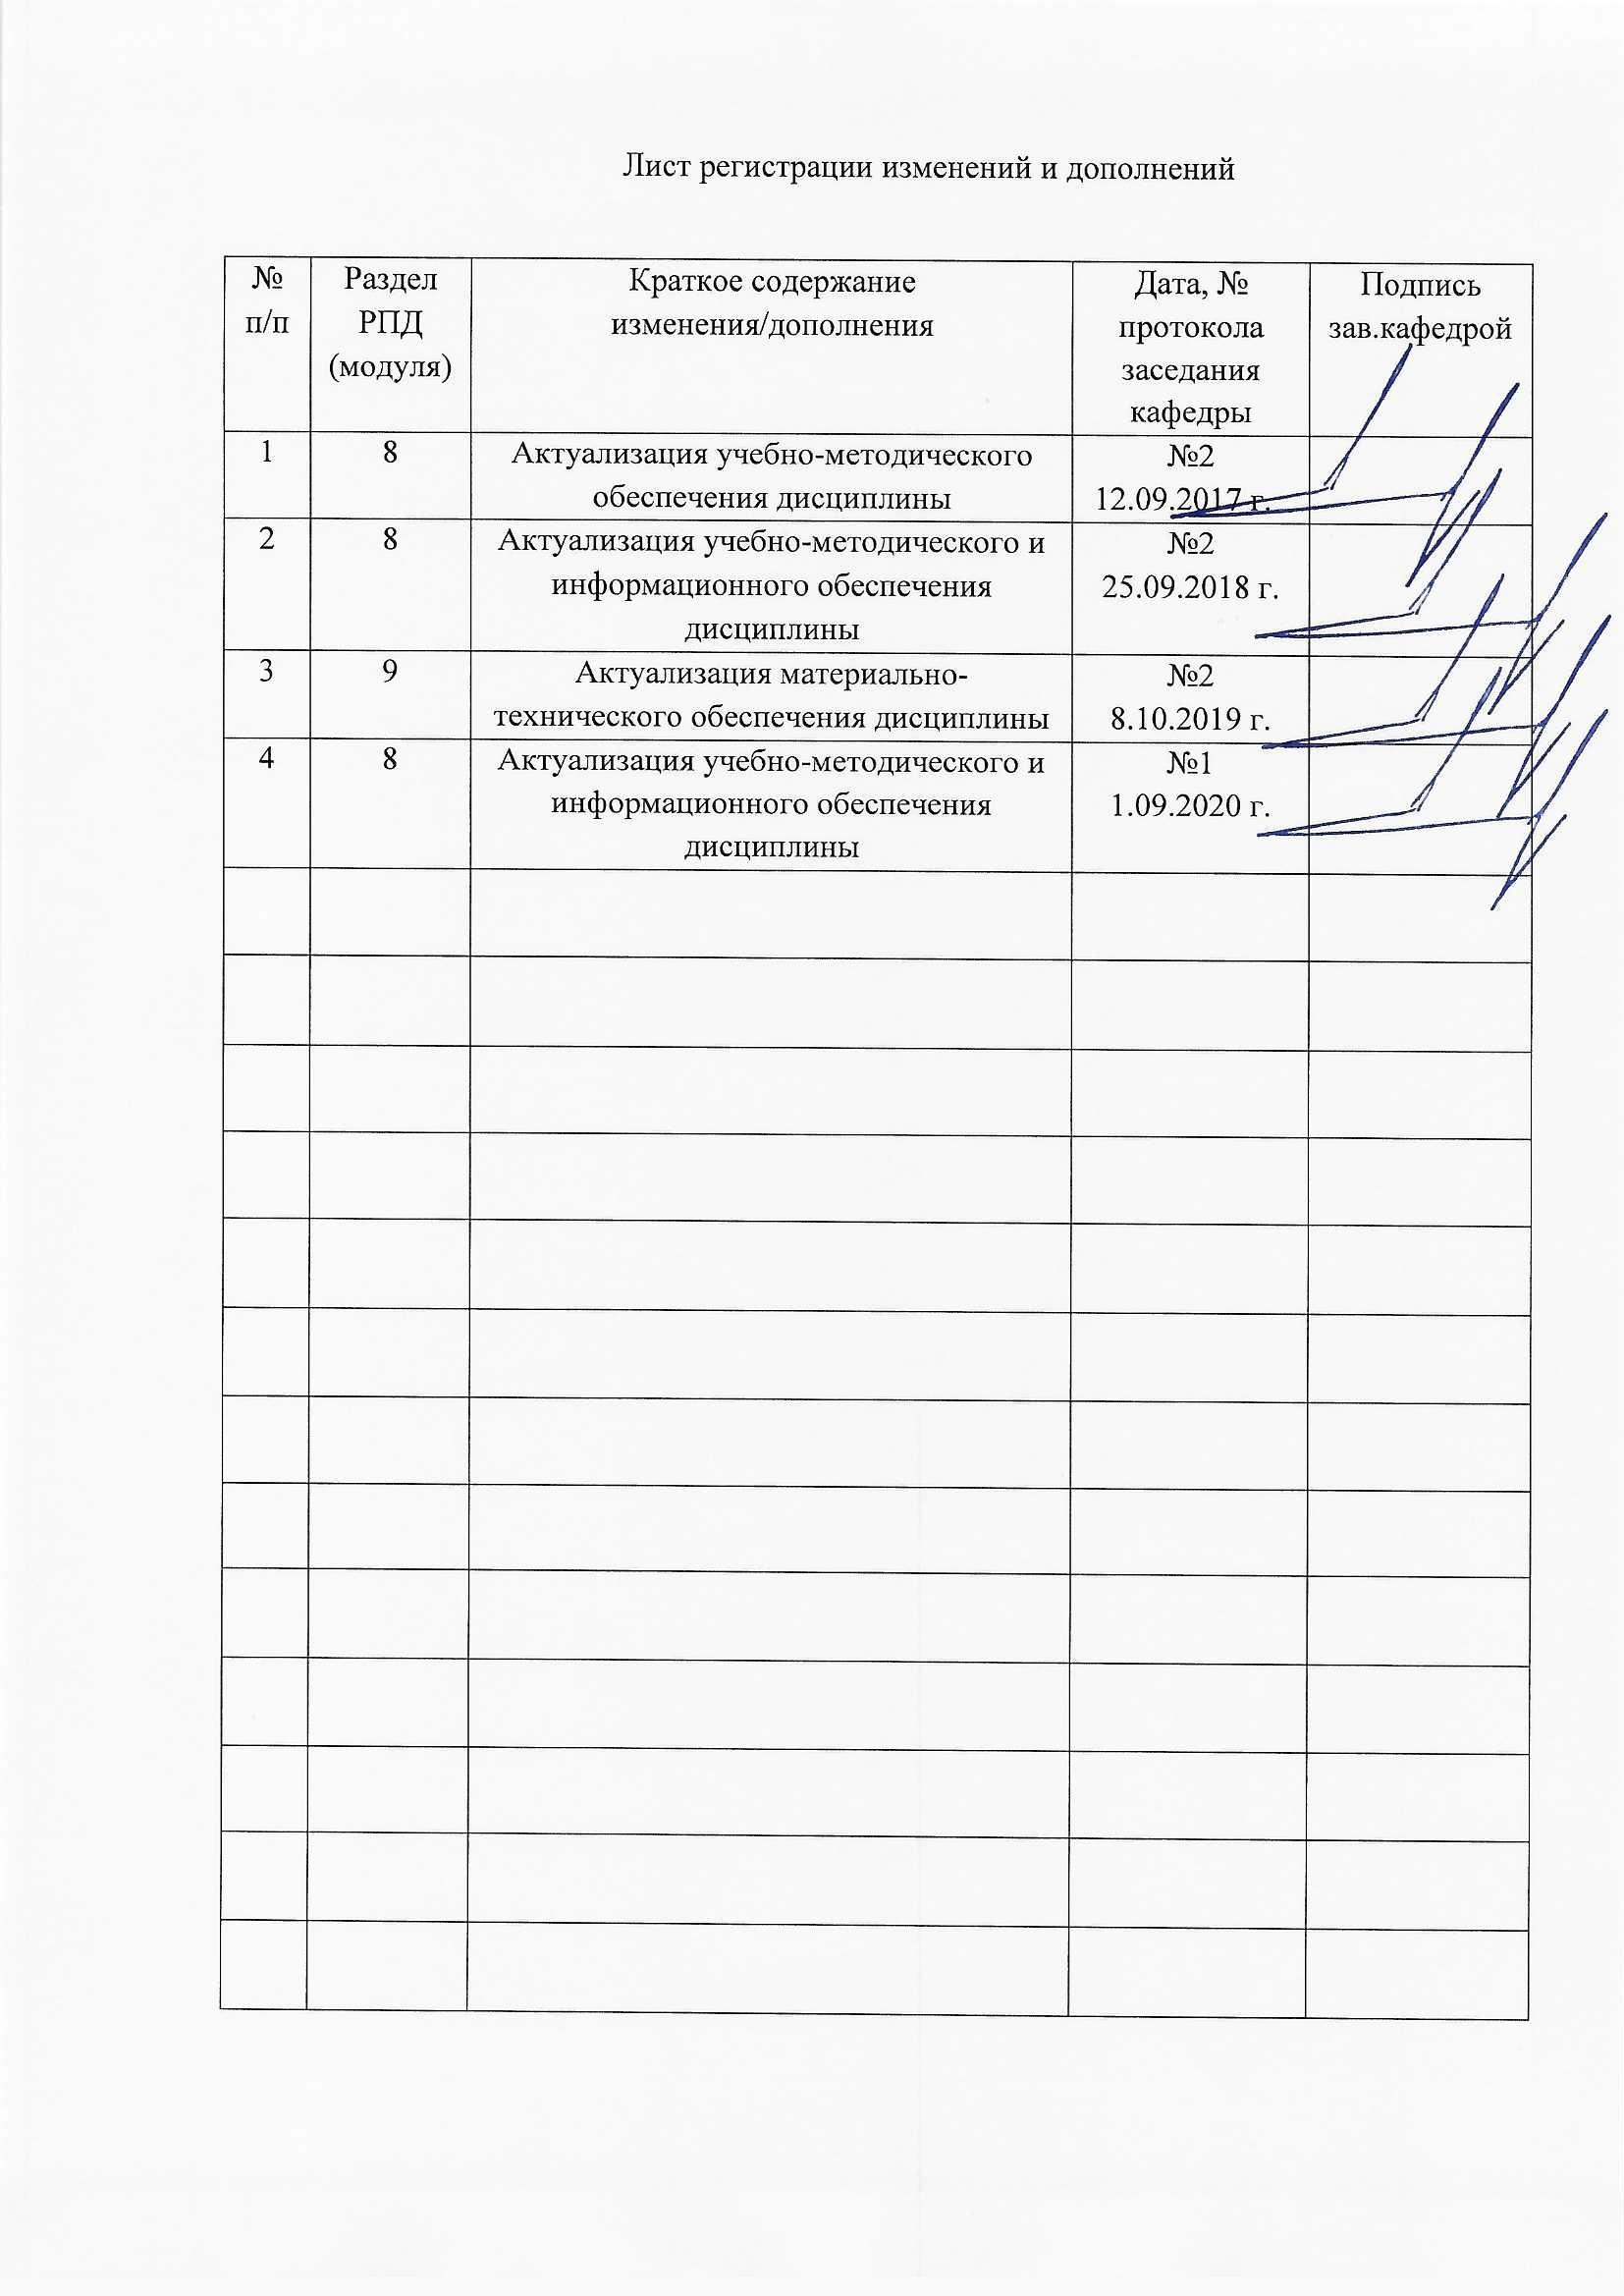 Лист регистрации изменений и дополнений
№ п/п
Раздел РПД (модуля)
Краткое содержание изменения/дополнения
Дата, № протокола заседания кафедры
Подпись зав.кафедрой
1
8
Актуализация учебно-методического
обеспечения дисциплины
№2
12.09.2017 г.
2
8
Актуализация учебно-методического и
информационного обеспечения
дисциплины
№2
25.09.2018 г.
3
9
Актуализация материально-
технического обеспечения дисциплины
№2
8.10.2019 г.
4
8
Актуализация учебно-методического и
информационного обеспечения
дисциплины
№1
1.09.2020 г.